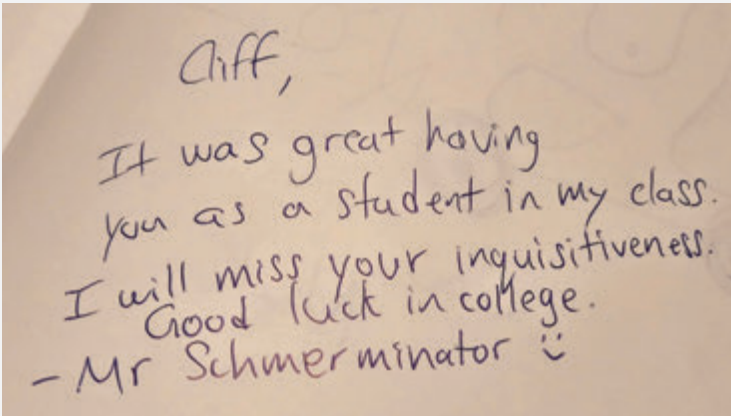 Cliff,
It was great having
you as a student in my class.
I will miss your inquisitiveness.
Good luck in college.
- Mr Schmerminator :)